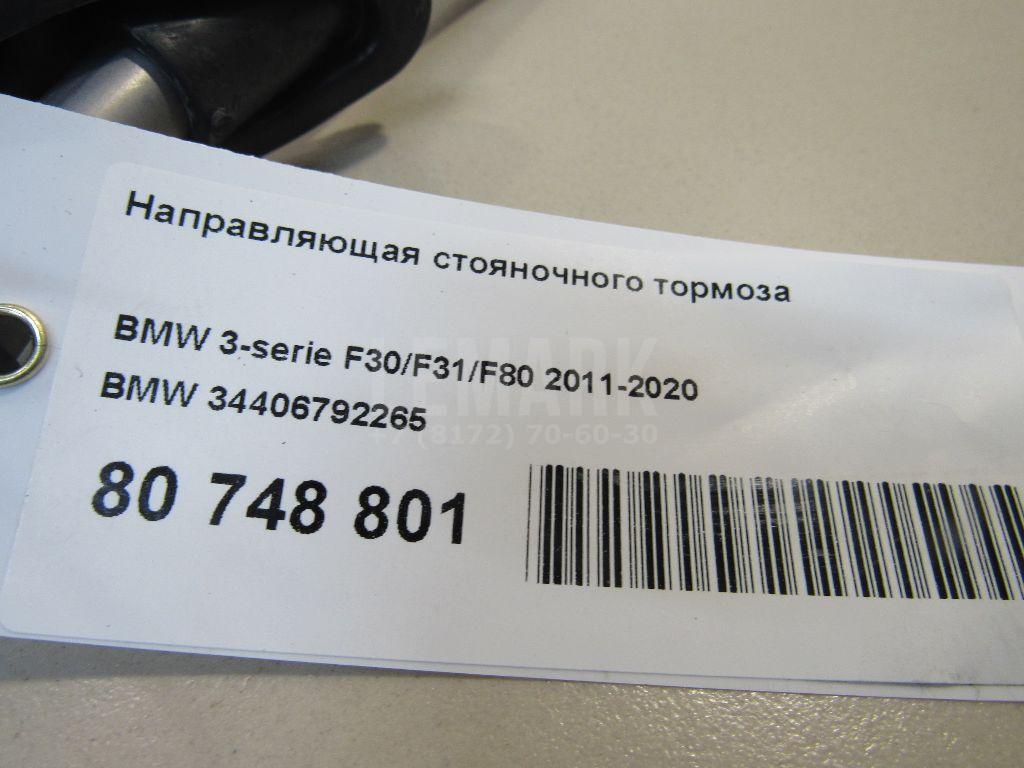 Направляющая стояночного тормоза
BMW 3-serie F30/F31/F80 2011-2020
BMW 34406792265
LEMARK
+7 (8172) 70-60-30
80 748 801